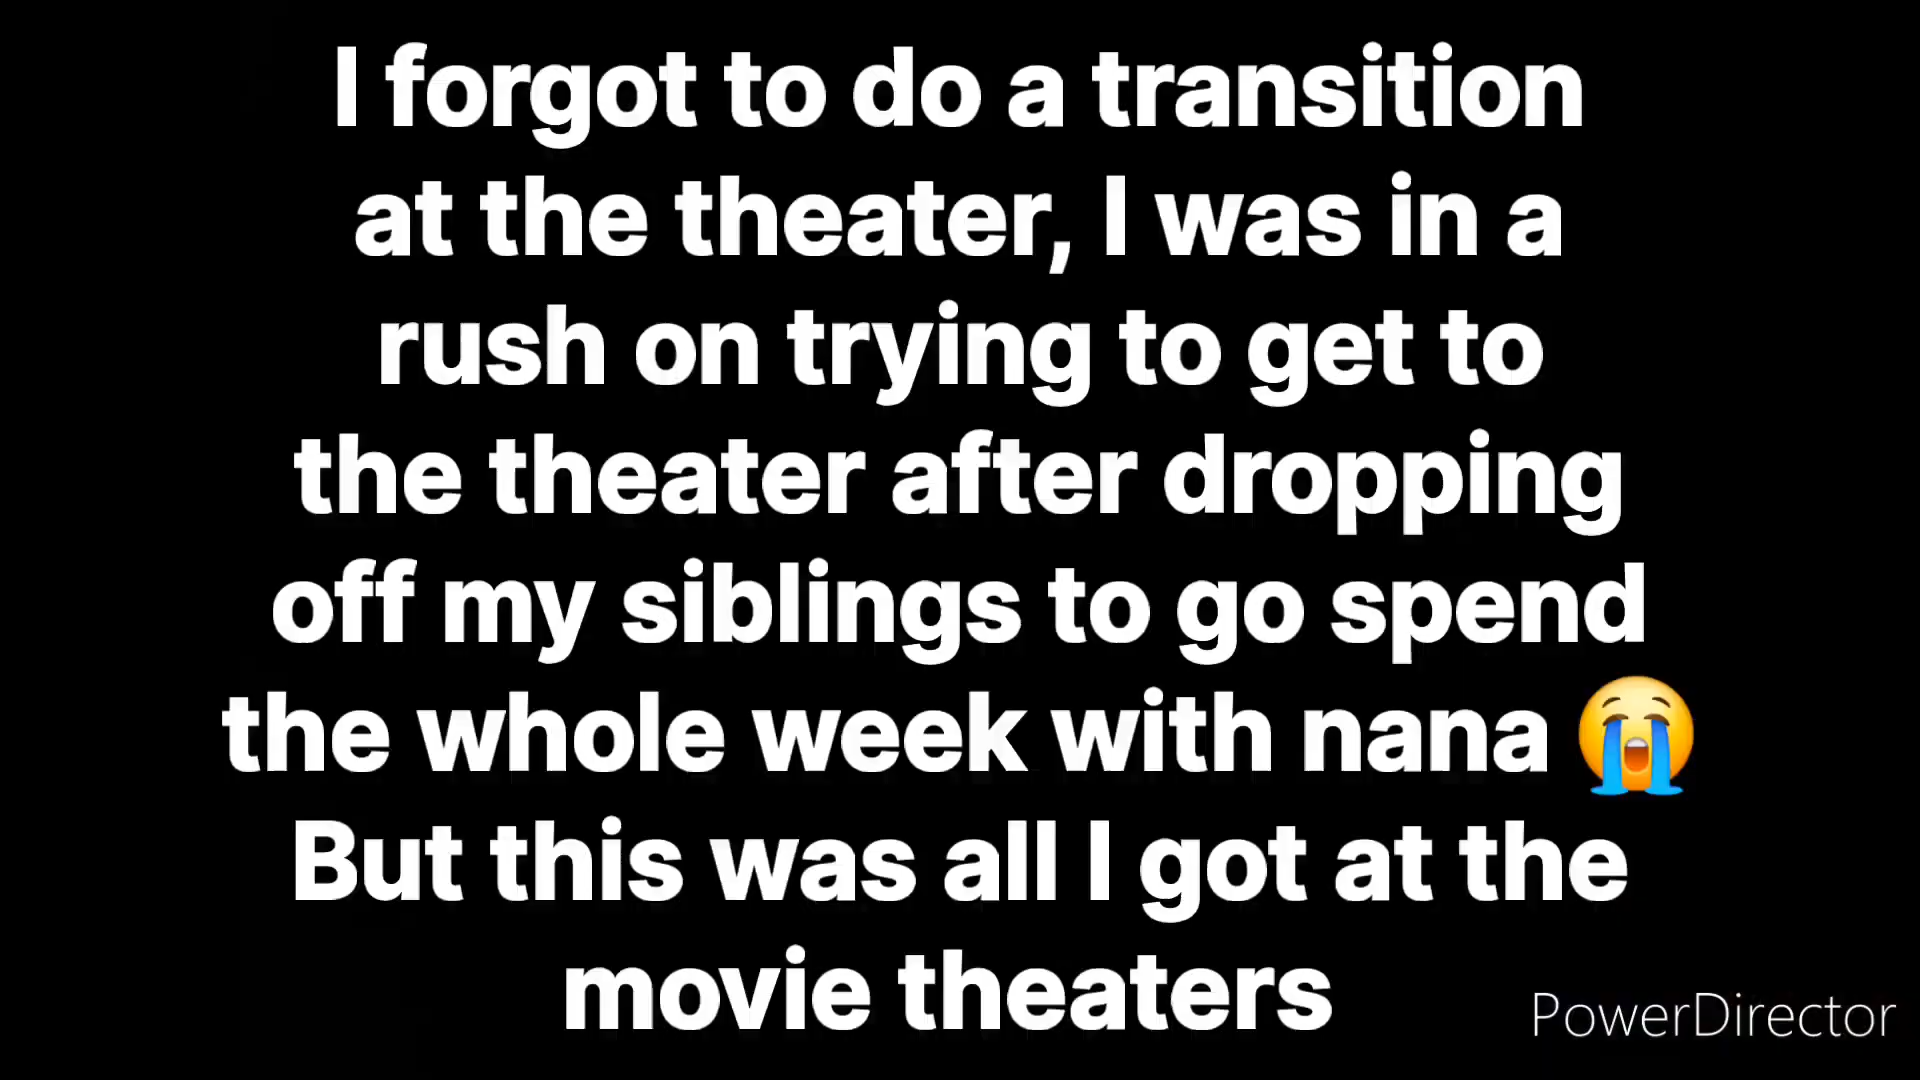 I forgot to do a transition
at the theater, I was in a
rush on trying to get to
the theater after dropping
off my siblings to go spend
the whole week with nana 😭
But this was all I got at the
movie theaters
PowerDirector